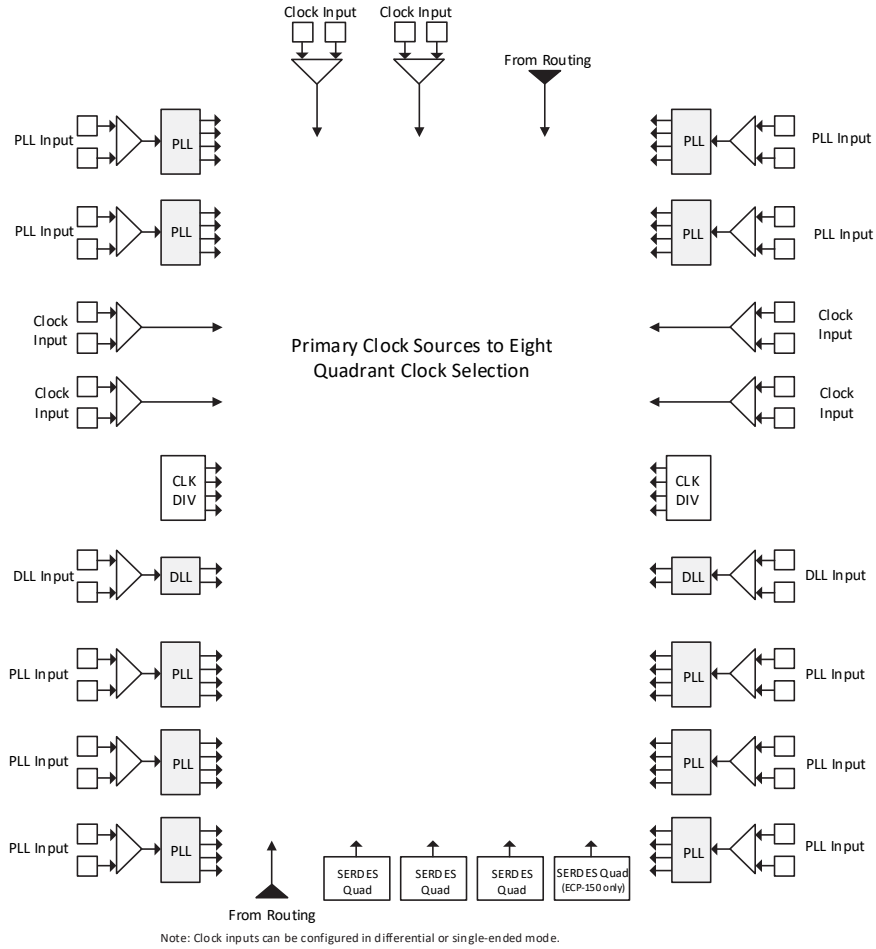 Clock Input Clock Input
From Routing
PLL Input PLL PLL PLL Input
PLL Input PLL PLL PLL Input
Clock
Input
Clock
Input
Primary Clock Sources to Eight
Quadrant Clock Selection
Clock
Input
Clock
Input
CLK
DIV
CLK
DIV
DLL Input DLL DLL DLL Input
PLL Input PLL PLL PLL Input
PLL Input PLL PLL PLL Input
PLL Input PLL PLL PLL Input
SERDES
Quad
SERDES
Quad
SERDES
Quad
SERDES Quad
(ECP-150 only)
From Routing
Note: Clock inputs can be configured in differential or single-ended mode.